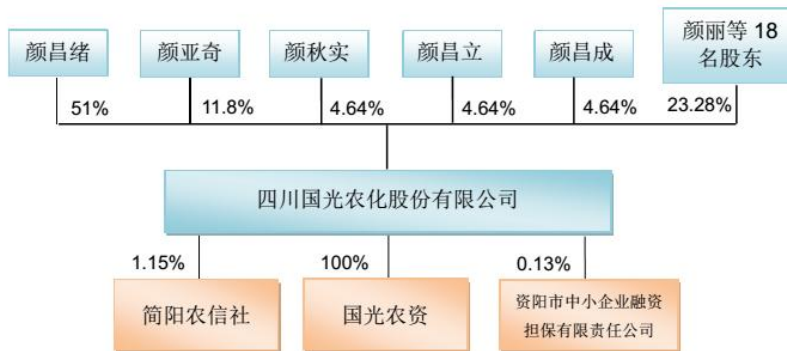 颜昌绪
颜亚奇
颜秋实
颜昌立
颜昌成
颜丽等 18
名股东
51%
11.8%
4.64%
4.64%
4.64%
23.28%
四川国光农化股份有限公司
1.15%
100%
0.13%
简阳农信社
国光农资
资阳市中小企业融资
担保有限责任公司